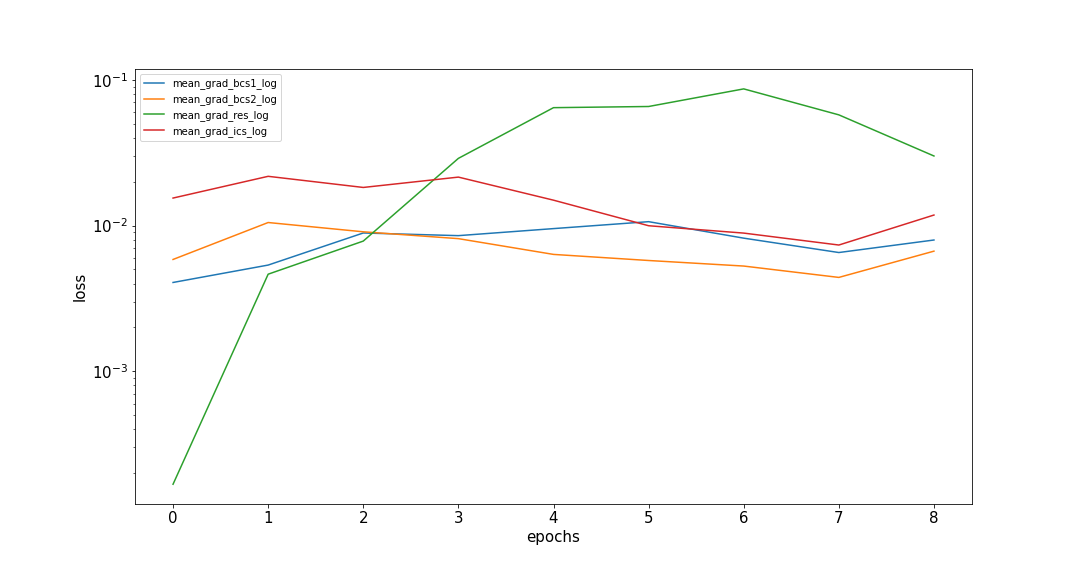 mean_grad_bcs1_log
mean_grad_bcs2_log
mean_grad_res_log
mean_grad_ics_log
10⁻¹
10⁻²
10⁻³
loss
0 1 2 3 4 5 6 7 8
epochs